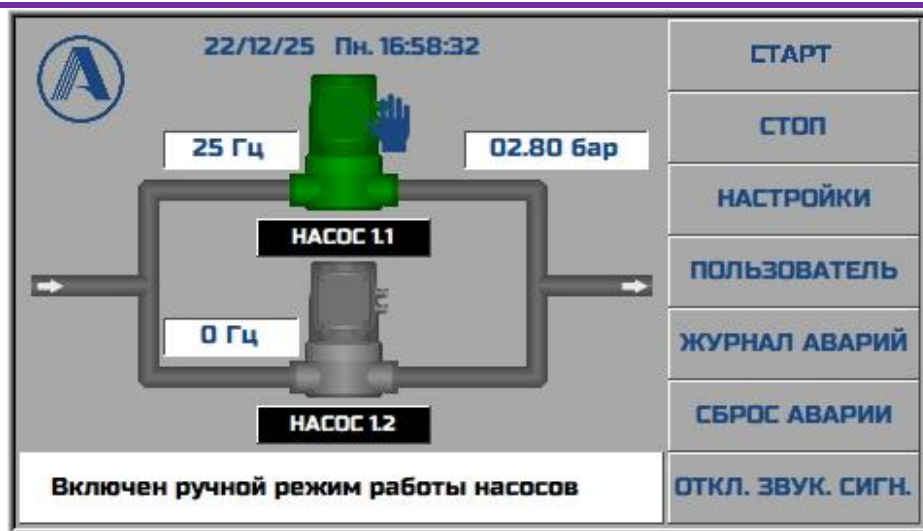 22/12/25 Пн. 16:58:32
25 Гц
02.80 бар
НАСОС 1.1
0 Гц
НАСОС 1.2
Включен ручной режим работы насосов
СТАРТ
СТОП
НАСТРОЙКИ
ПОЛЬЗОВАТЕЛЬ
ЖУРНАЛ АВАРИЙ
СБРОС АВАРИИ
ОТКЛ. ЗВУК. СИГН.